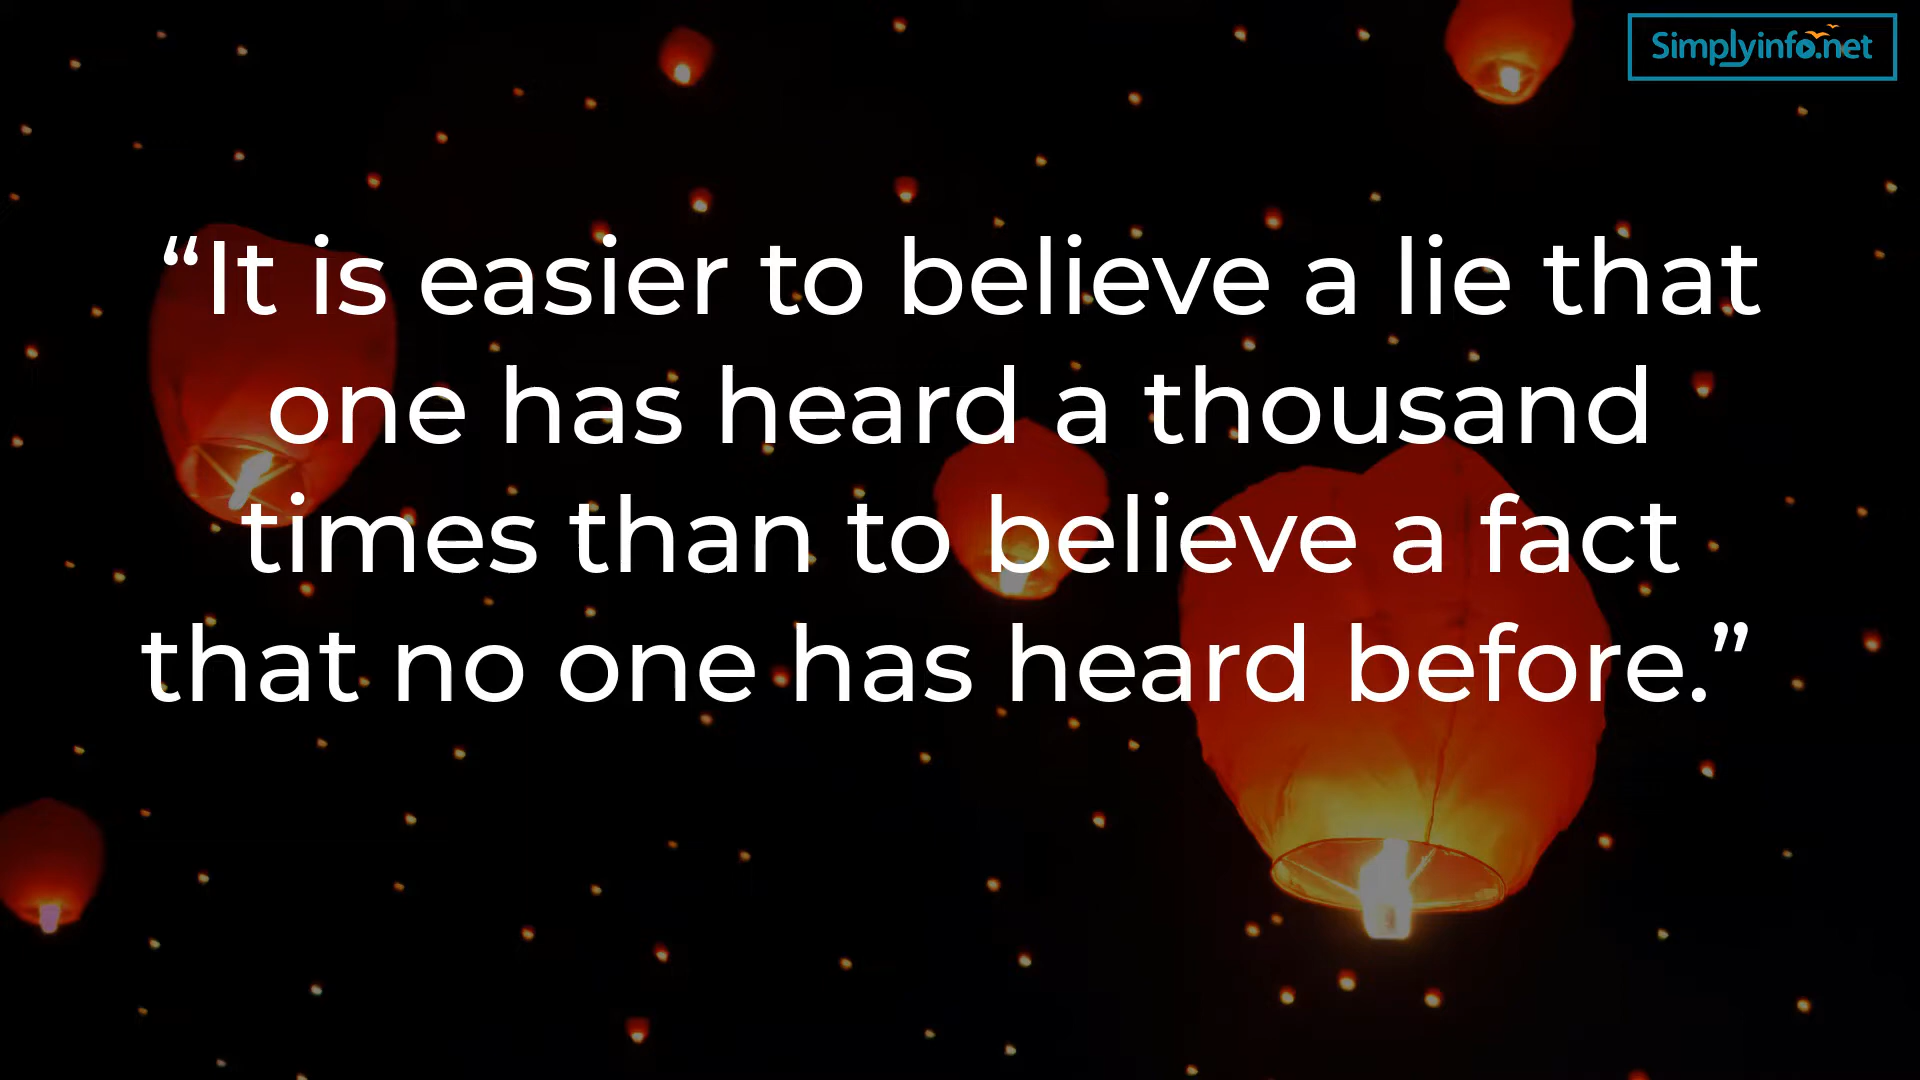 Simplyinfo.net
“It is easier to believe a lie that
one has heard a thousand
times than to believe a fact
that no one has heard before.”